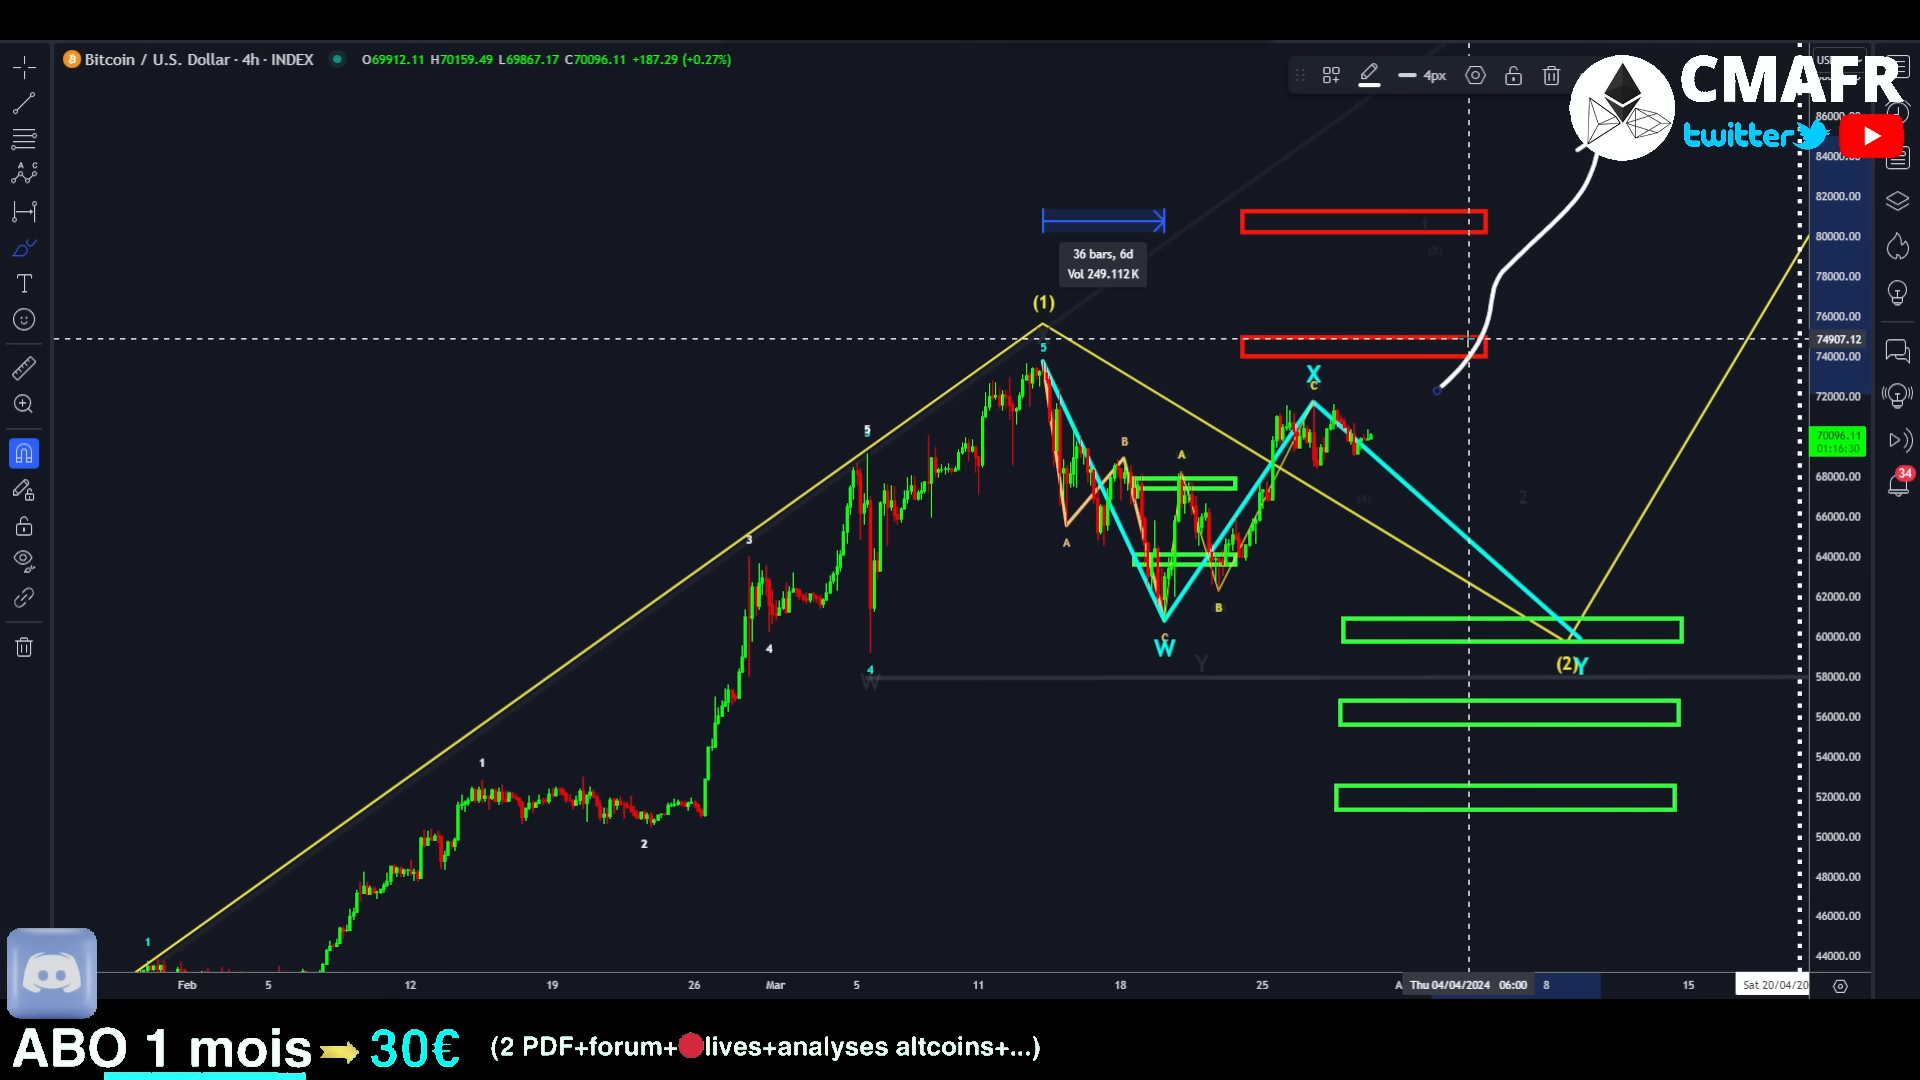 Bitcoin / U.S. Dollar · 4h · INDEX O69912.11 H70159.49 L69867.17 C70096.11 +187.29 (+0.27%)
4px
CMAFR
twitter
86000.
84000.
82000.00
80000.00
78000.00
76000.00
74907.12
74000.00
72000.00
70096.11
01:16:30
68000.00
66000.00
64000.00
62000.00
60000.00
58000.00
56000.00
54000.00
52000.00
50000.00
48000.00
46000.00
44000.00
34
36 bars, 6d
Vol 249.112K
(1)
5
X
C
5
B
A
3
A
B
4
C
W
Y
4
W
(2)
Y
2
1
(5)
(4)
1
2
1
Feb 5 12 19 26 Mar 5 11 18 25 A Thu 04/04/2024 06:00 8 15 Sat 20/04/20
ABO 1 mois 30€ (2 PDF+forum+lives+analyses altcoins+...)